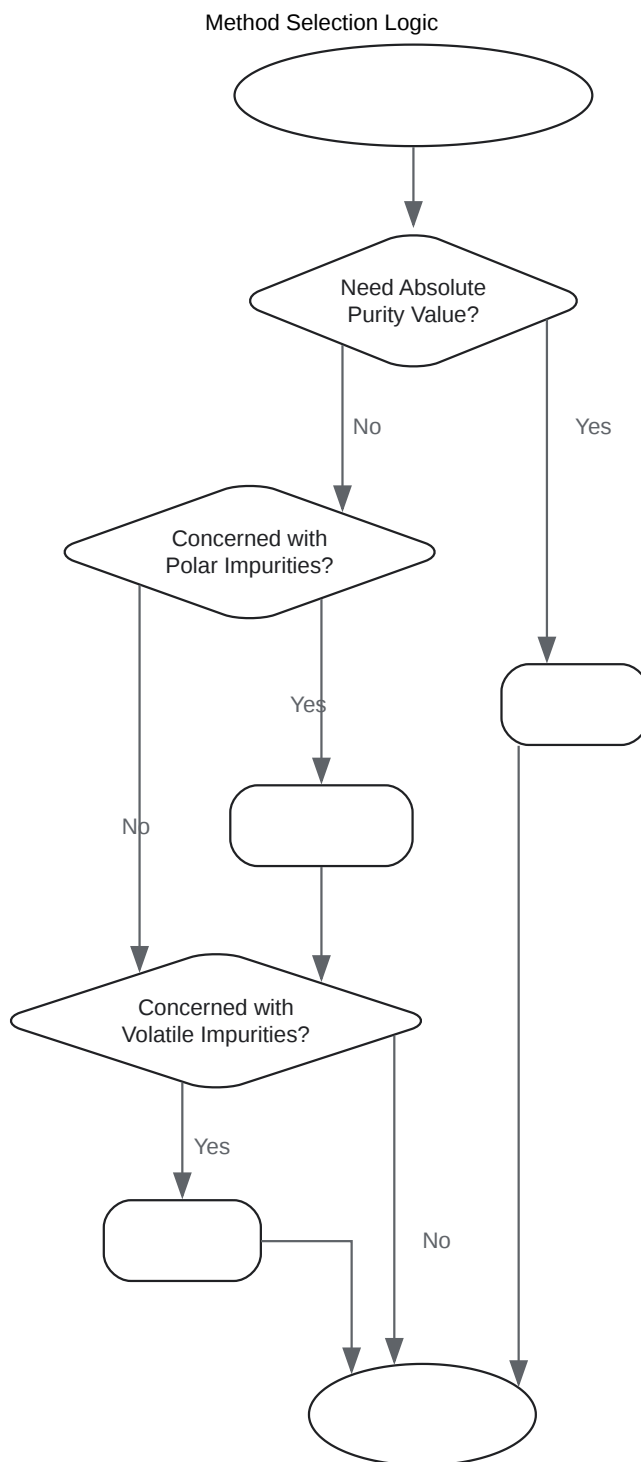 Method Selection Logic
Need Absolute
Purity Value?
No
Yes
Concerned with
Polar Impurities?
Yes
No
Concerned with
Volatile Impurities?
Yes
No